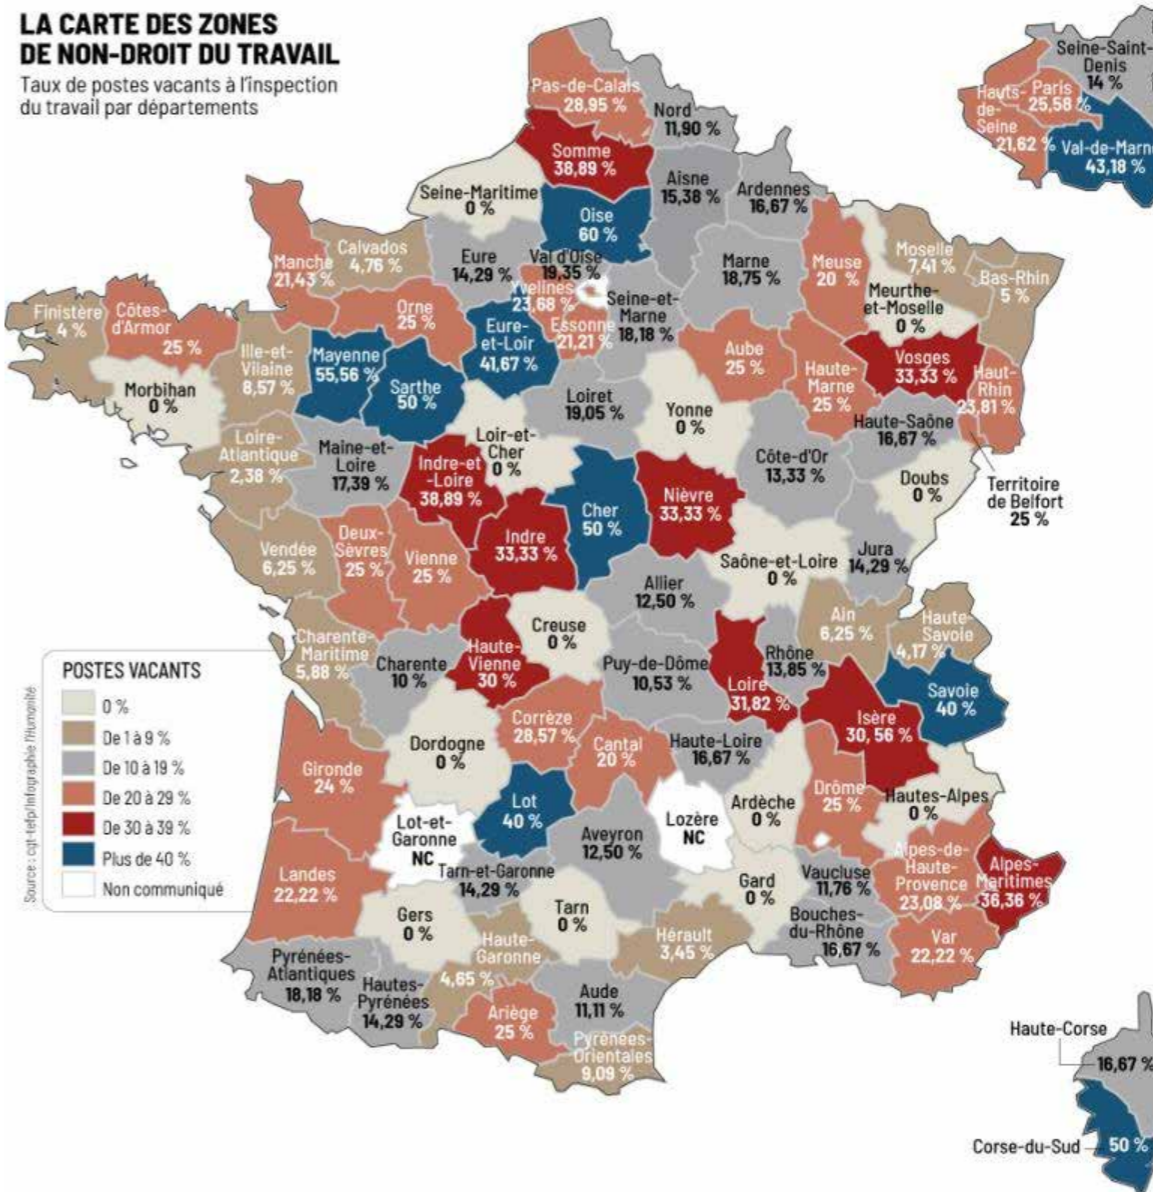 LA CARTE DES ZONES
DE NON-DROIT DU TRAVAIL
Taux de postes vacants à l'inspection
du travail par départements
Pas-de-Calais
28,95 %
Nord
11,90 %
Somme
38,89 %
Seine-Maritime
0 %
Oise
60 %
Aisne
15,38 %
Ardennes
16,67 %
Seine-Saint-
Denis
14 %
Hauts-
de-
Seine
21,62 %
Paris
25,58 %
Val-de-Marne
43,18 %
Manche
21,43 %
Calvados
4,76 %
Eure
14,29 %
Val d'Oise
19,35 %
Yvelines
23,68 %
Essonne
21,21 %
Seine-et-
Marne
18,18 %
Marne
18,75 %
Meuse
20 %
Moselle
7,41 %
Meurthe-
et-Moselle
0 %
Bas-Rhin
5 %
Finistère
4 %
Côtes-
d'Armor
25 %
Morbihan
0 %
Ille-et-
Vilaine
8,57 %
Mayenne
55,56 %
Orne
25 %
Sarthe
50 %
Eure-
et-Loir
41,67 %
Loiret
19,05 %
Aube
25 %
Haute-
Marne
25 %
Vosges
33,33 %
Haut-
Rhin
23,81 %
Loire-
Atlantique
2,38 %
Maine-et-
Loire
17,39 %
Indre-et
-Loire
38,89 %
Loir-et-
Cher
0 %
Yonne
0 %
Côte-d'Or
13,33 %
Haute-Saône
16,67 %
Doubs
0 %
Territoire
de Belfort
25 %
Vendée
6,25 %
Deux-
Sèvres
25 %
Vienne
25 %
Indre
33,33 %
Cher
50 %
Nièvre
33,33 %
Saône-et-Loire
0 %
Jura
14,29 %
Allier
12,50 %
Charente-
Maritime
5,88 %
Charente
10 %
Haute-
Vienne
30 %
Creuse
0 %
Puy-de-Dôme
10,53 %
Loire
31,82 %
Rhône
13,85 %
Ain
6,25 %
Haute-
Savoie
4,17 %
Savoie
40 %
Isère
30,56 %
Gironde
24 %
Dordogne
0 %
Corrèze
28,57 %
Cantal
20 %
Haute-Loire
16,67 %
Ardèche
0 %
Drôme
25 %
Hautes-Alpes
0 %
Landes
22,22 %
Lot-et-
Garonne
NC
Lot
40 %
Aveyron
12,50 %
Lozère
NC
Tarn-et-Garonne
14,29 %
Gers
0 %
Tarn
0 %
Gard
0 %
Vaucluse
11,76 %
Alpes-de-
Haute-
Provence
23,08 %
Alpes-
Maritimes
36,36 %
Bouches-
du-Rhône
16,67 %
Var
22,22 %
Pyrénées-
Atlantiques
18,18 %
Hautes-
Pyrénées
14,29 %
Haute-
Garonne
4,65 %
Ariège
25 %
Hérault
3,45 %
Aude
11,11 %
Pyrénées-
Orientales
9,09 %
Haute-Corse
16,67 %
Corse-du-Sud
50 %
POSTES VACANTS
0 %
De 1 à 9 %
De 10 à 19 %
De 20 à 29 %
De 30 à 39 %
Plus de 40 %
Non communiqué
Source : cgt-tefp/Infographie l'Humanité